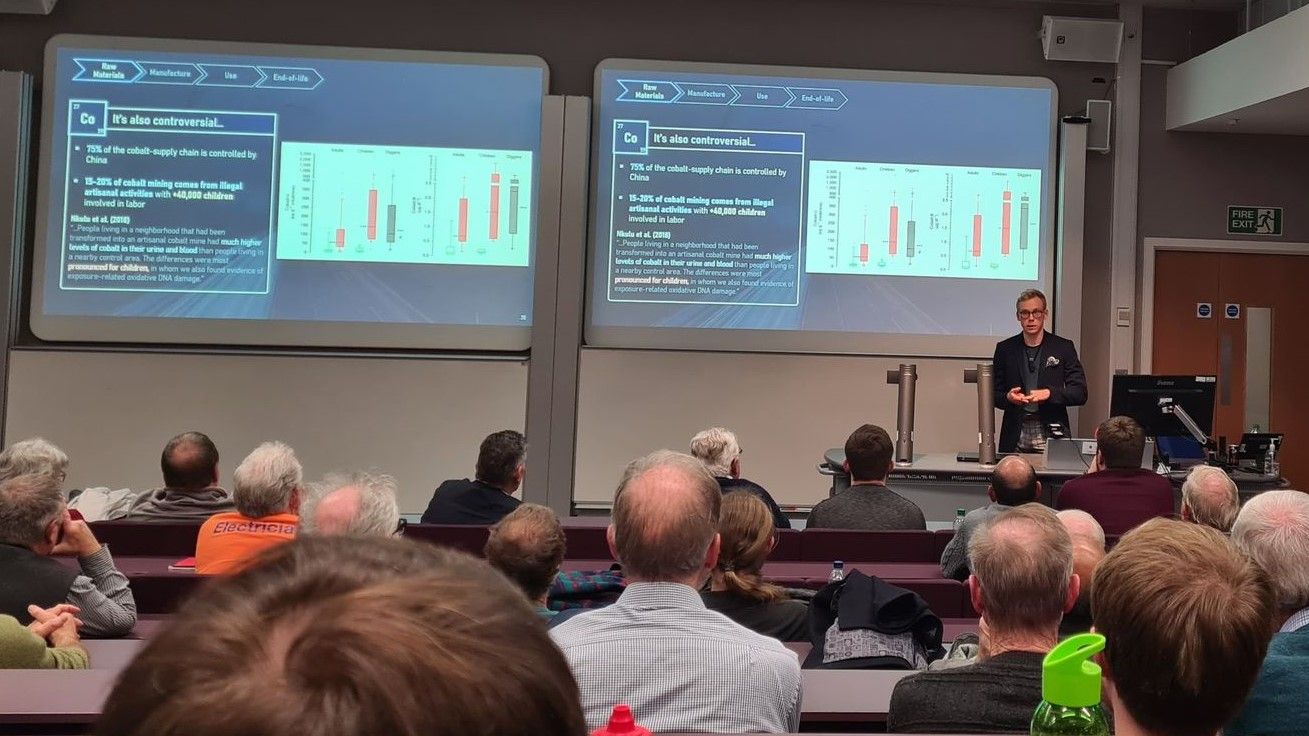 Raw
Materials
Manufacture
Use
End-of-life
27
Co
It's also controversial...
75% of the cobalt-supply chain is controlled by
China
15-20% of cobalt mining comes from illegal
artisanal activities with +40,000 children
involved in labor
Nkulu et al. (2018)
"...People living in a neighborhood that had been
transformed into an artisanal cobalt mine had much higher
levels of cobalt in their urine and blood than people living in
a nearby control area. The differences were most
pronounced for children, in whom we also found evidence of
exposure-related oxidative DNA damage."
Adults Children Diggers
Adults Children Diggers
Raw
Materials
Manufacture
Use
End-of-life
27
Co
It's also controversial...
75% of the cobalt-supply chain is controlled by
China
15-20% of cobalt mining comes from illegal
artisanal activities with +40,000 children
involved in labor
Nkulu et al. (2018)
"...People living in a neighborhood that had been
transformed into an artisanal cobalt mine had much higher
levels of cobalt in their urine and blood than people living in
a nearby control area. The differences were most
pronounced for children, in whom we also found evidence of
exposure-related oxidative DNA damage."
Adults Children Diggers
Adults Children Diggers
FIRE
EXIT
Electricia